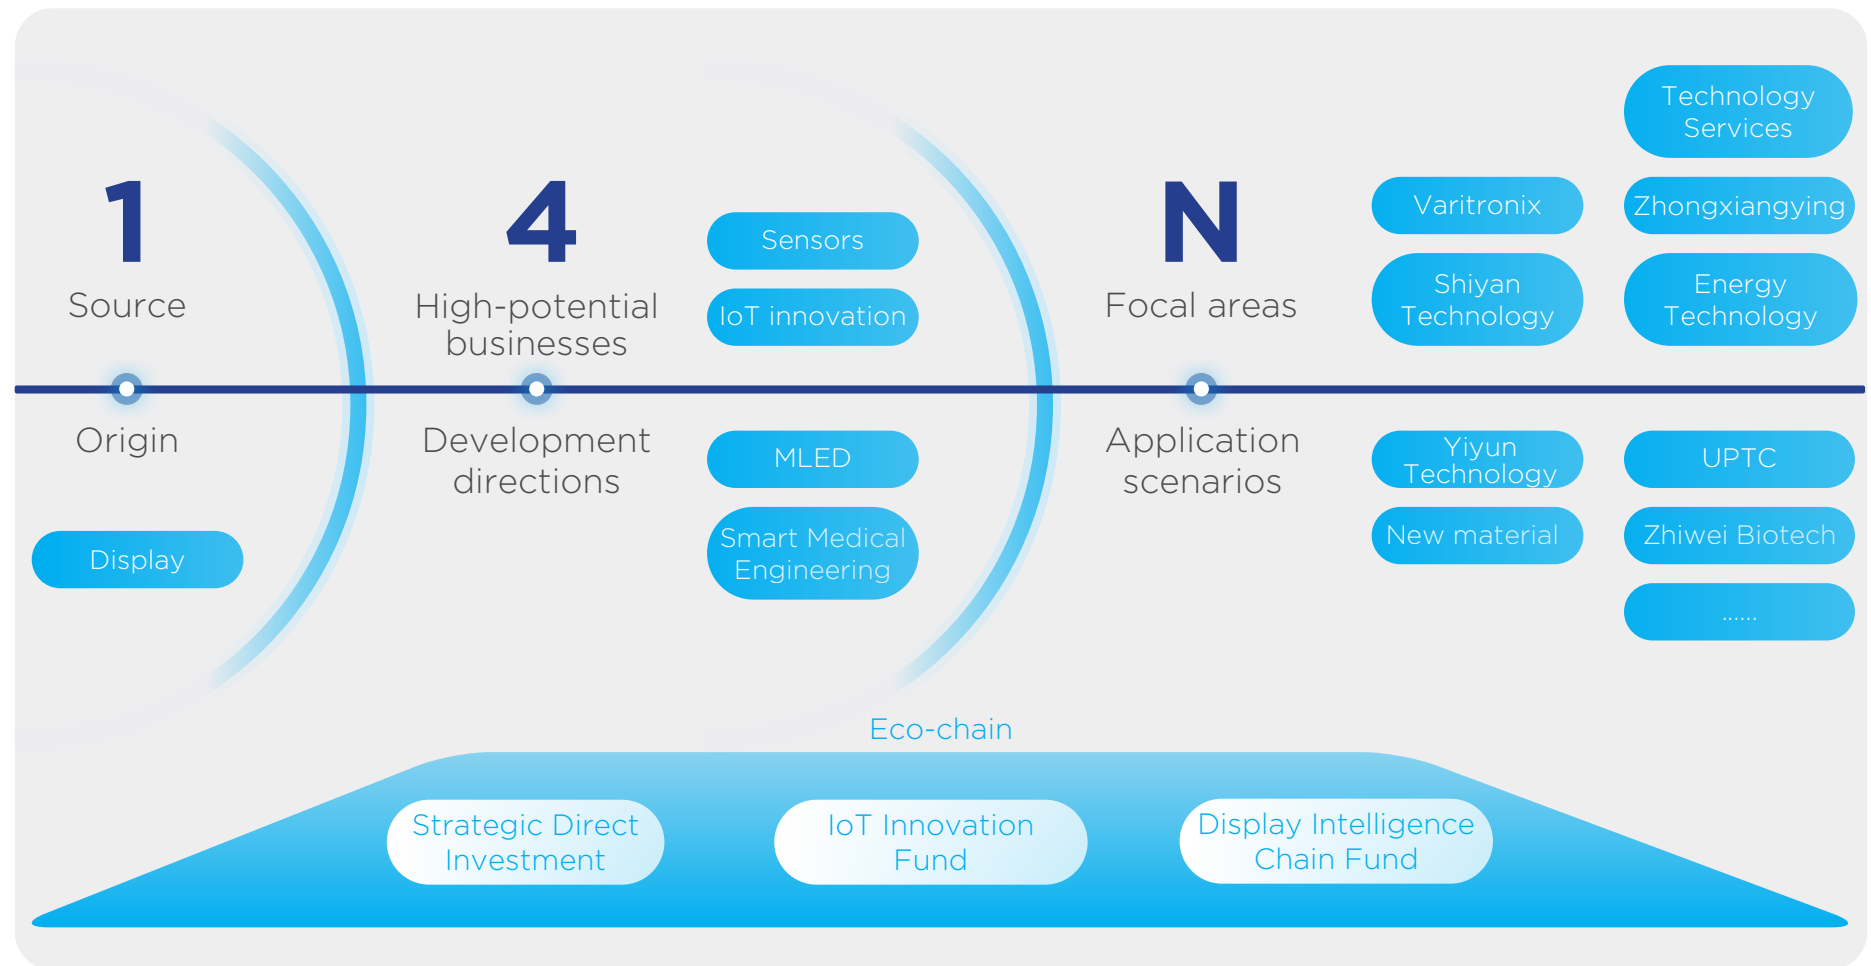 1
Source
Origin
Display
4
High-potential
businesses
Development
directions
Sensors
IoT innovation
MLED
Smart Medical
Engineering
N
Focal areas
Application
scenarios
Technology
Services
Varitronix
Zhongxiangying
Shiyan
Technology
Energy
Technology
Yiyun
Technology
UPTC
New material
Zhiwei Biotech
......
Eco-chain
Strategic Direct
Investment
IoT Innovation
Fund
Display Intelligence
Chain Fund